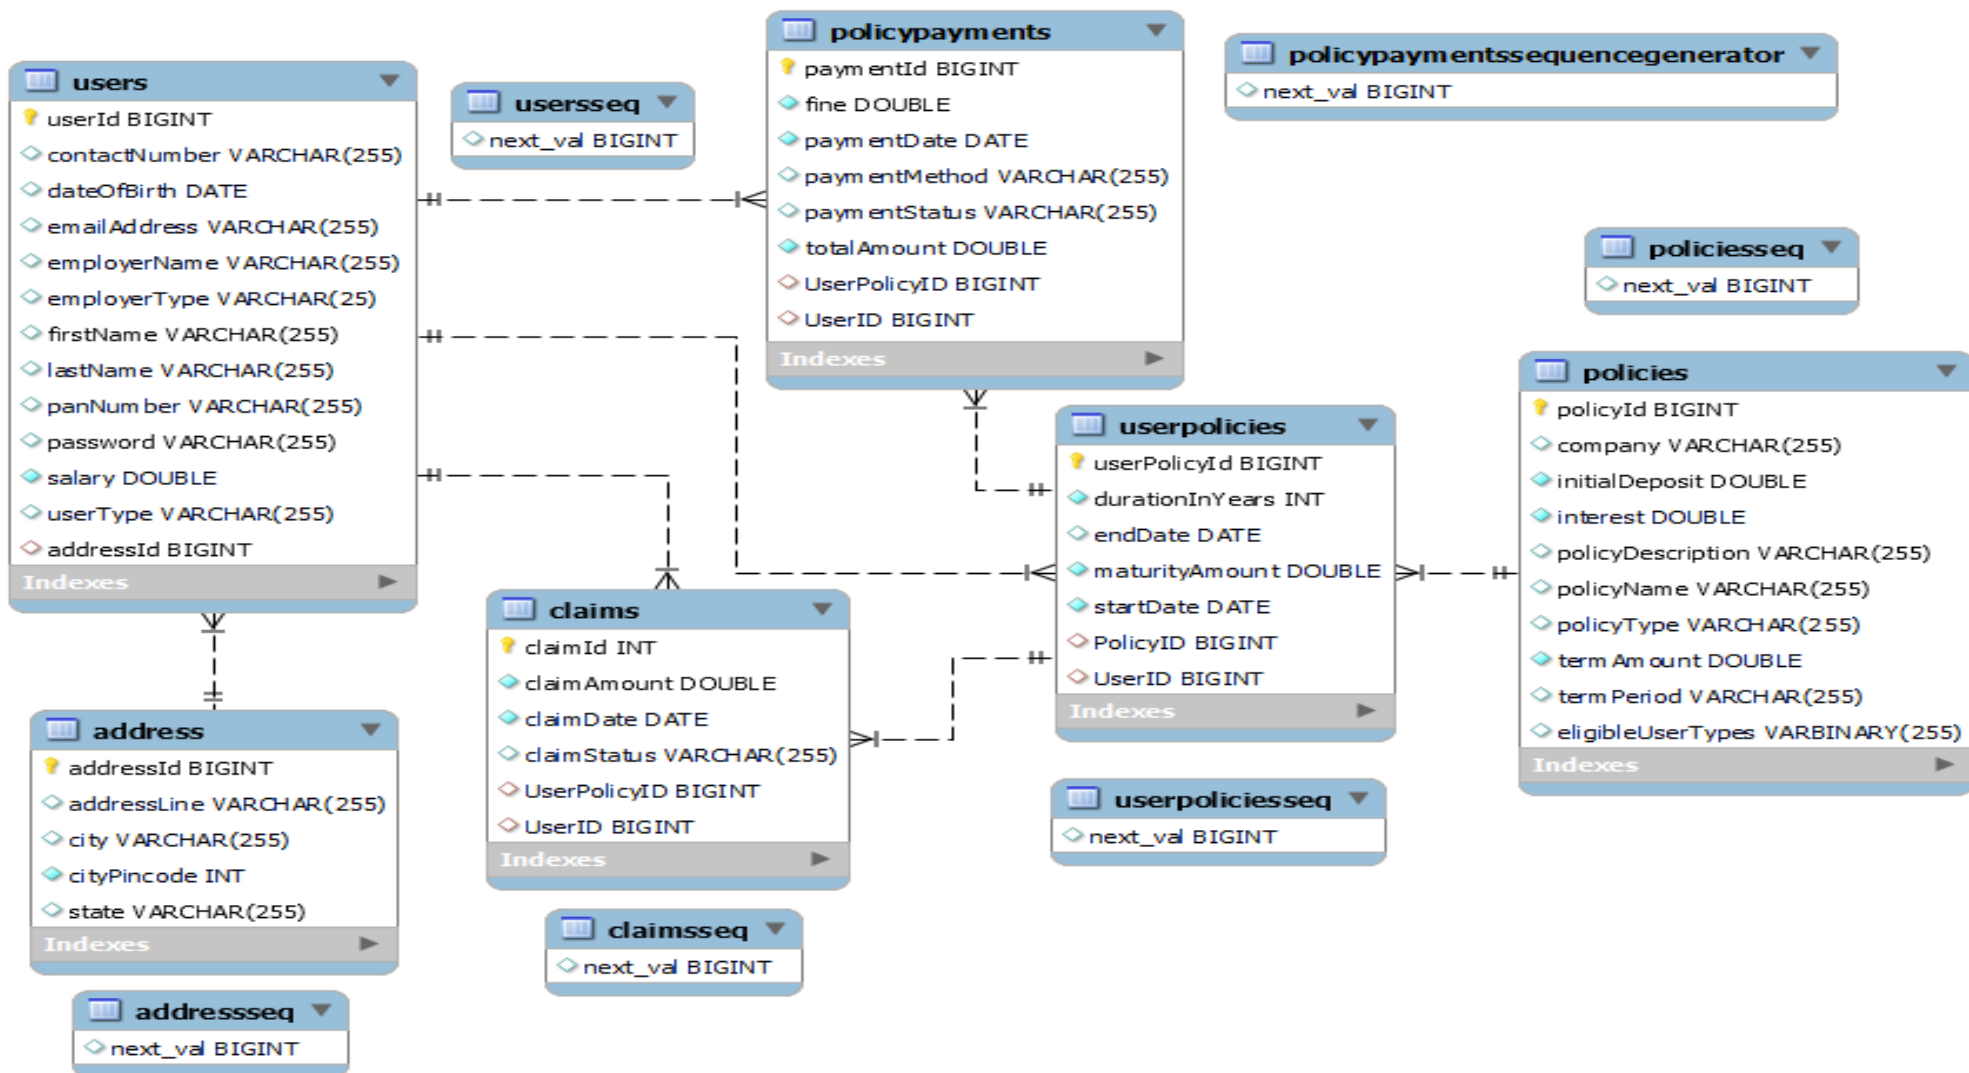 users
userId BIGINT
contactNumber VARCHAR(255)
dateOfBirth DATE
emailAddress VARCHAR(255)
employerName VARCHAR(255)
employerType VARCHAR(25)
firstName VARCHAR(255)
lastName VARCHAR(255)
panNumber VARCHAR(255)
password VARCHAR(255)
salary DOUBLE
userType VARCHAR(255)
addressId BIGINT
Indexes
usersseq
next_val BIGINT
policypayments
paymentId BIGINT
fine DOUBLE
paymentDate DATE
paymentMethod VARCHAR(255)
paymentStatus VARCHAR(255)
totalAmount DOUBLE
UserPolicyID BIGINT
UserID BIGINT
Indexes
policypaymentssequencegenerator
next_val BIGINT
policiesseq
next_val BIGINT
policies
policyId BIGINT
company VARCHAR(255)
initialDeposit DOUBLE
interest DOUBLE
policyDescription VARCHAR(255)
policyName VARCHAR(255)
policyType VARCHAR(255)
termAmount DOUBLE
termPeriod VARCHAR(255)
eligibleUserTypes VARBINARY(255)
Indexes
userpolicies
userPolicyId BIGINT
durationInYears INT
endDate DATE
maturityAmount DOUBLE
startDate DATE
PolicyID BIGINT
UserID BIGINT
Indexes
userpoliciesseq
next_val BIGINT
claims
claimId INT
claimAmount DOUBLE
claimDate DATE
claimStatus VARCHAR(255)
UserPolicyID BIGINT
UserID BIGINT
Indexes
claimsseq
next_val BIGINT
address
addressId BIGINT
addressLine VARCHAR(255)
city VARCHAR(255)
cityPincode INT
state VARCHAR(255)
Indexes
addressseq
next_val BIGINT